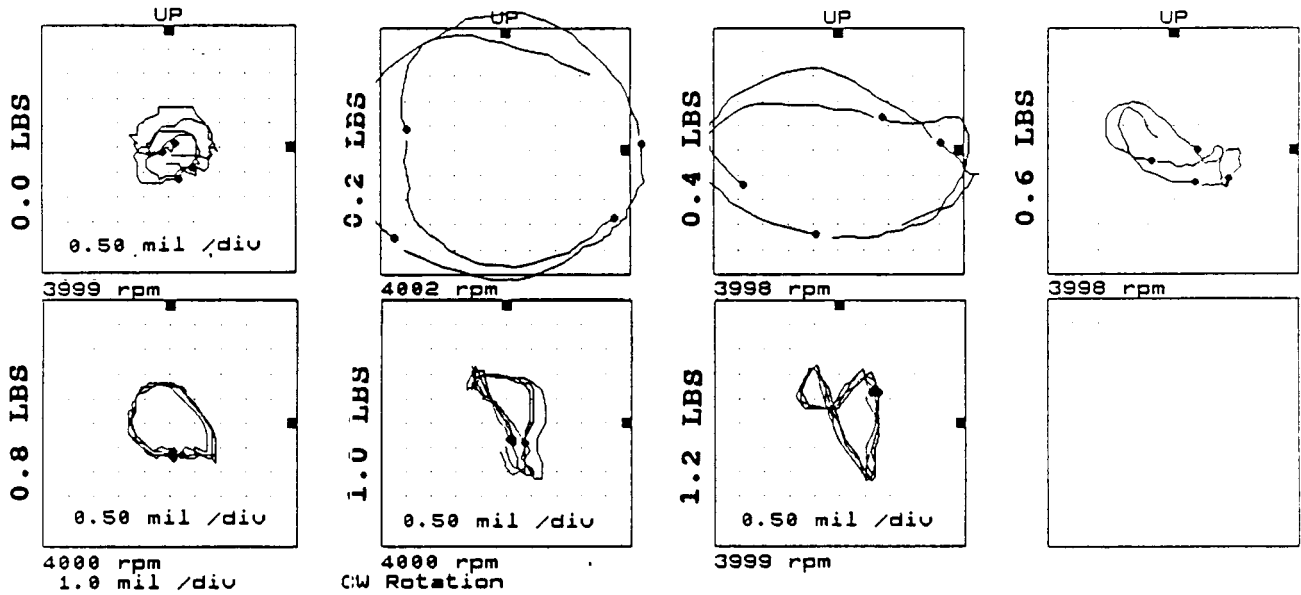 UP
UP
UP
UP
0.0 LBS
0.2 LBS
0.4 LBS
0.6 LBS
0.50 mil /div
3999 rpm
4002 rpm
3998 rpm
3998 rpm
0.8 LBS
1.0 LBS
1.2 LBS
0.50 mil /div
0.50 mil /div
0.50 mil /div
4000 rpm
4000 rpm
3999 rpm
1.0 mil /div
CW Rotation